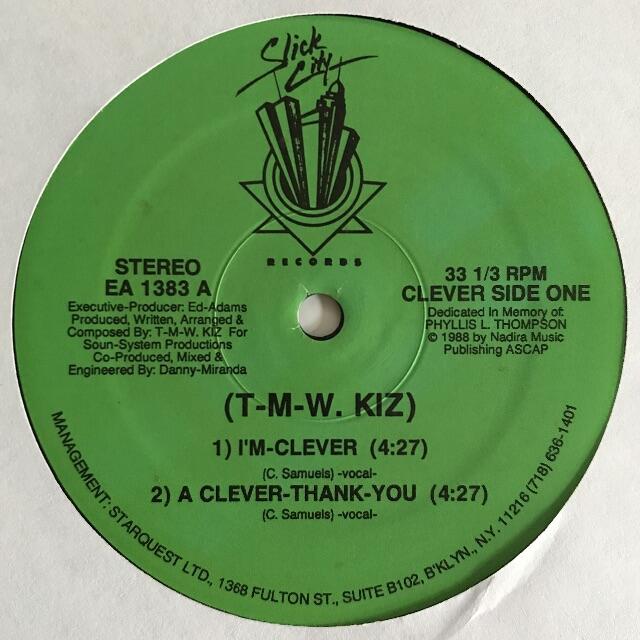 Slick
City
RECORDS
STEREO
EA 1383 A
Executive-Producer: Ed-Adams
Produced, Written, Arranged &
Composed By: T-M-W. KIZ For
Soun-System Productions
Co-Produced, Mixed &
Engineered By: Danny-Miranda
33 1/3 RPM
CLEVER SIDE ONE
Dedicated In Memory of:
PHYLLIS L. THOMPSON
© 1988 by Nadira Music
Publishing ASCAP
(T-M-W. KIZ)
1) I'M-CLEVER (4:27)
(C. Samuels) -vocal-
2) A CLEVER-THANK-YOU (4:27)
(C. Samuels) -vocal-
MANAGEMENT: STARQUEST LTD., 1368 FULTON ST., SUITE B102, B'KLYN., N.Y. 11216 (718) 636-1401